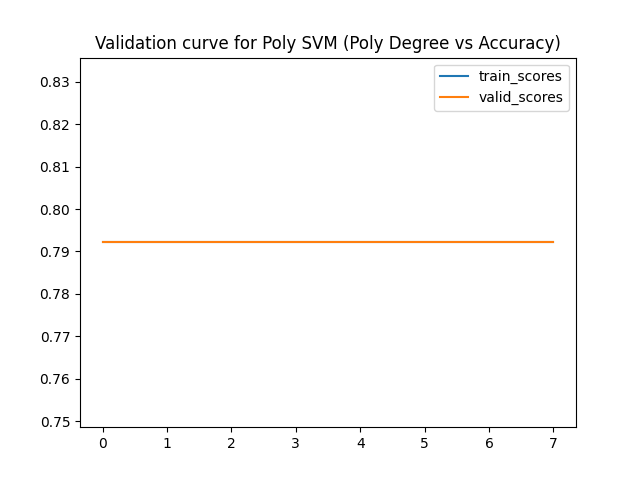 Validation curve for Poly SVM (Poly Degree vs Accuracy)
train_scores
valid_scores
0.83
0.82
0.81
0.80
0.79
0.78
0.77
0.76
0.75
0 1 2 3 4 5 6 7